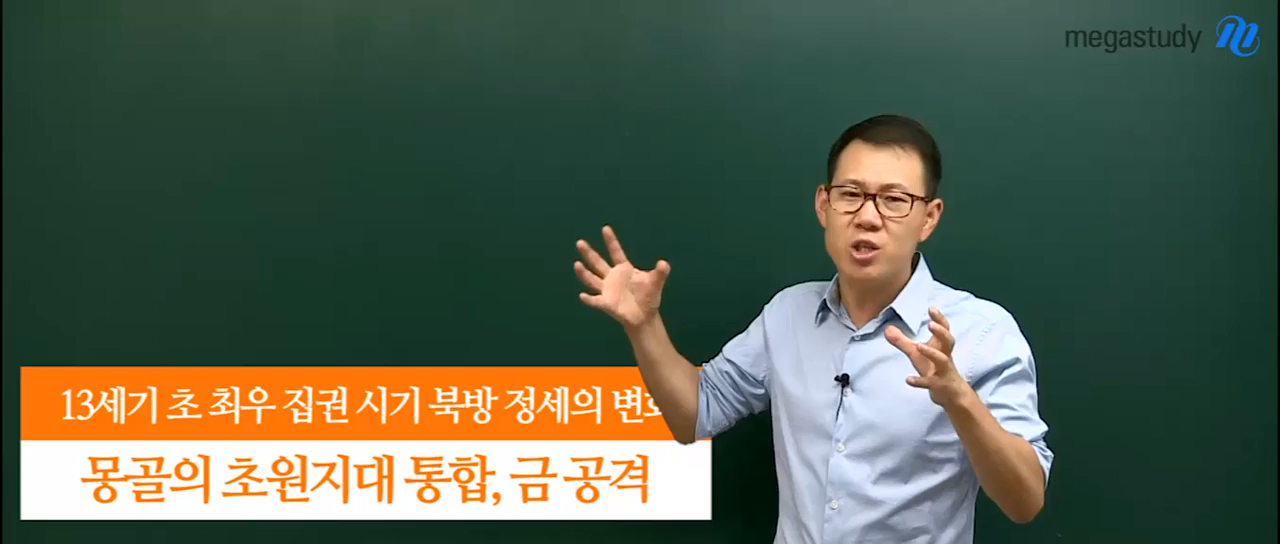 megastudy
13세기 초 최우 집권 시기 북방 정세의
몽골의 초원지대 통합, 금 공격